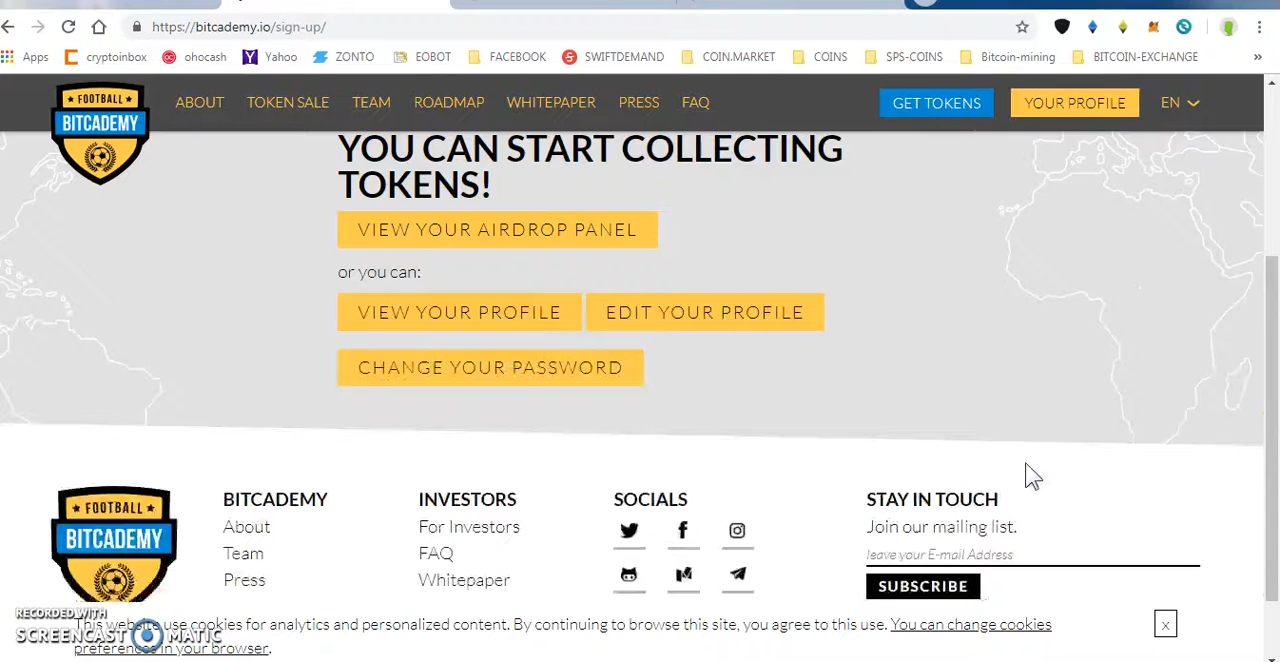 https://bitcademy.io/sign-up/
Apps cryptoinbox ohocash Yahoo ZONTO EOBOT FACEBOOK SWIFTDEMAND COIN.MARKET COINS SPS-COINS Bitcoin-mining BITCOIN-EXCHANGE »
FOOTBALL
BITCADEMY
ABOUT TOKEN SALE TEAM ROADMAP WHITEPAPER PRESS FAQ GET TOKENS YOUR PROFILE EN
YOU CAN START COLLECTING
TOKENS!
VIEW YOUR AIRDROP PANEL
or you can:
VIEW YOUR PROFILE EDIT YOUR PROFILE
CHANGE YOUR PASSWORD
FOOTBALL
BITCADEMY
BITCADEMY
About
Team
Press
INVESTORS
For Investors
FAQ
Whitepaper
SOCIALS
STAY IN TOUCH
Join our mailing list.
leave your E-mail Address
SUBSCRIBE
This website use cookies for analytics and personalized content. By continuing to browse this site, you agree to this use. You can change cookies
preferences in your browser.
x
RECORDED WITH
SCREENCAST MATIC